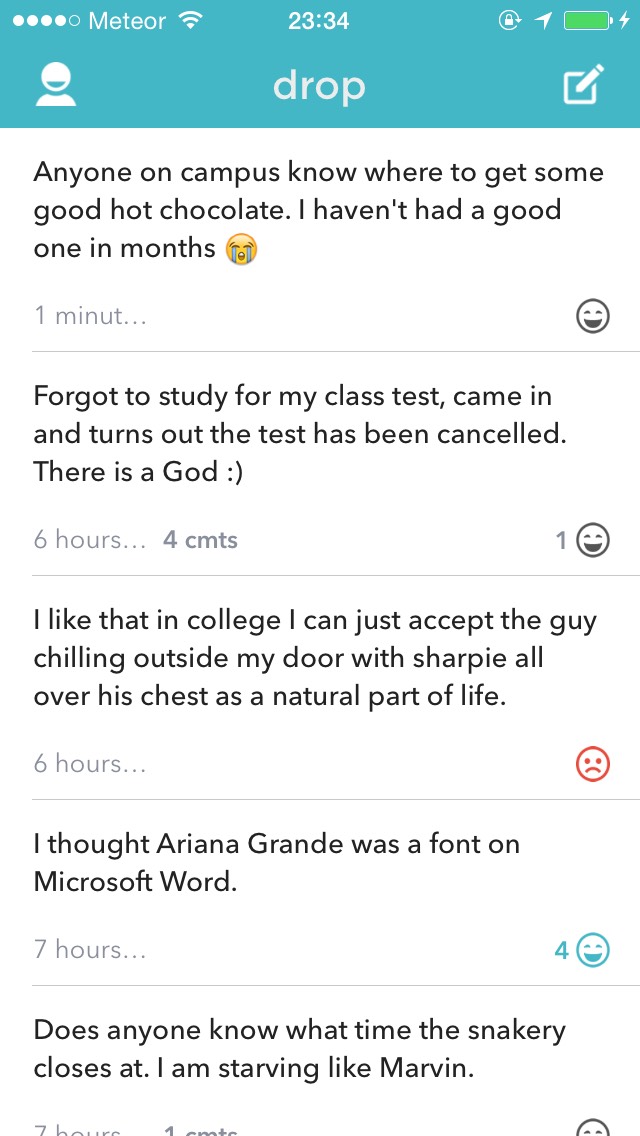 Meteor 23:34
drop
Anyone on campus know where to get some
good hot chocolate. I haven't had a good
one in months 😭
1 minut...
Forgot to study for my class test, came in
and turns out the test has been cancelled.
There is a God :)
6 hours... 4 cmts 1
I like that in college I can just accept the guy
chilling outside my door with sharpie all
over his chest as a natural part of life.
6 hours...
I thought Ariana Grande was a font on
Microsoft Word.
7 hours... 4
Does anyone know what time the snakery
closes at. I am starving like Marvin.
7 hours... 1 cmts